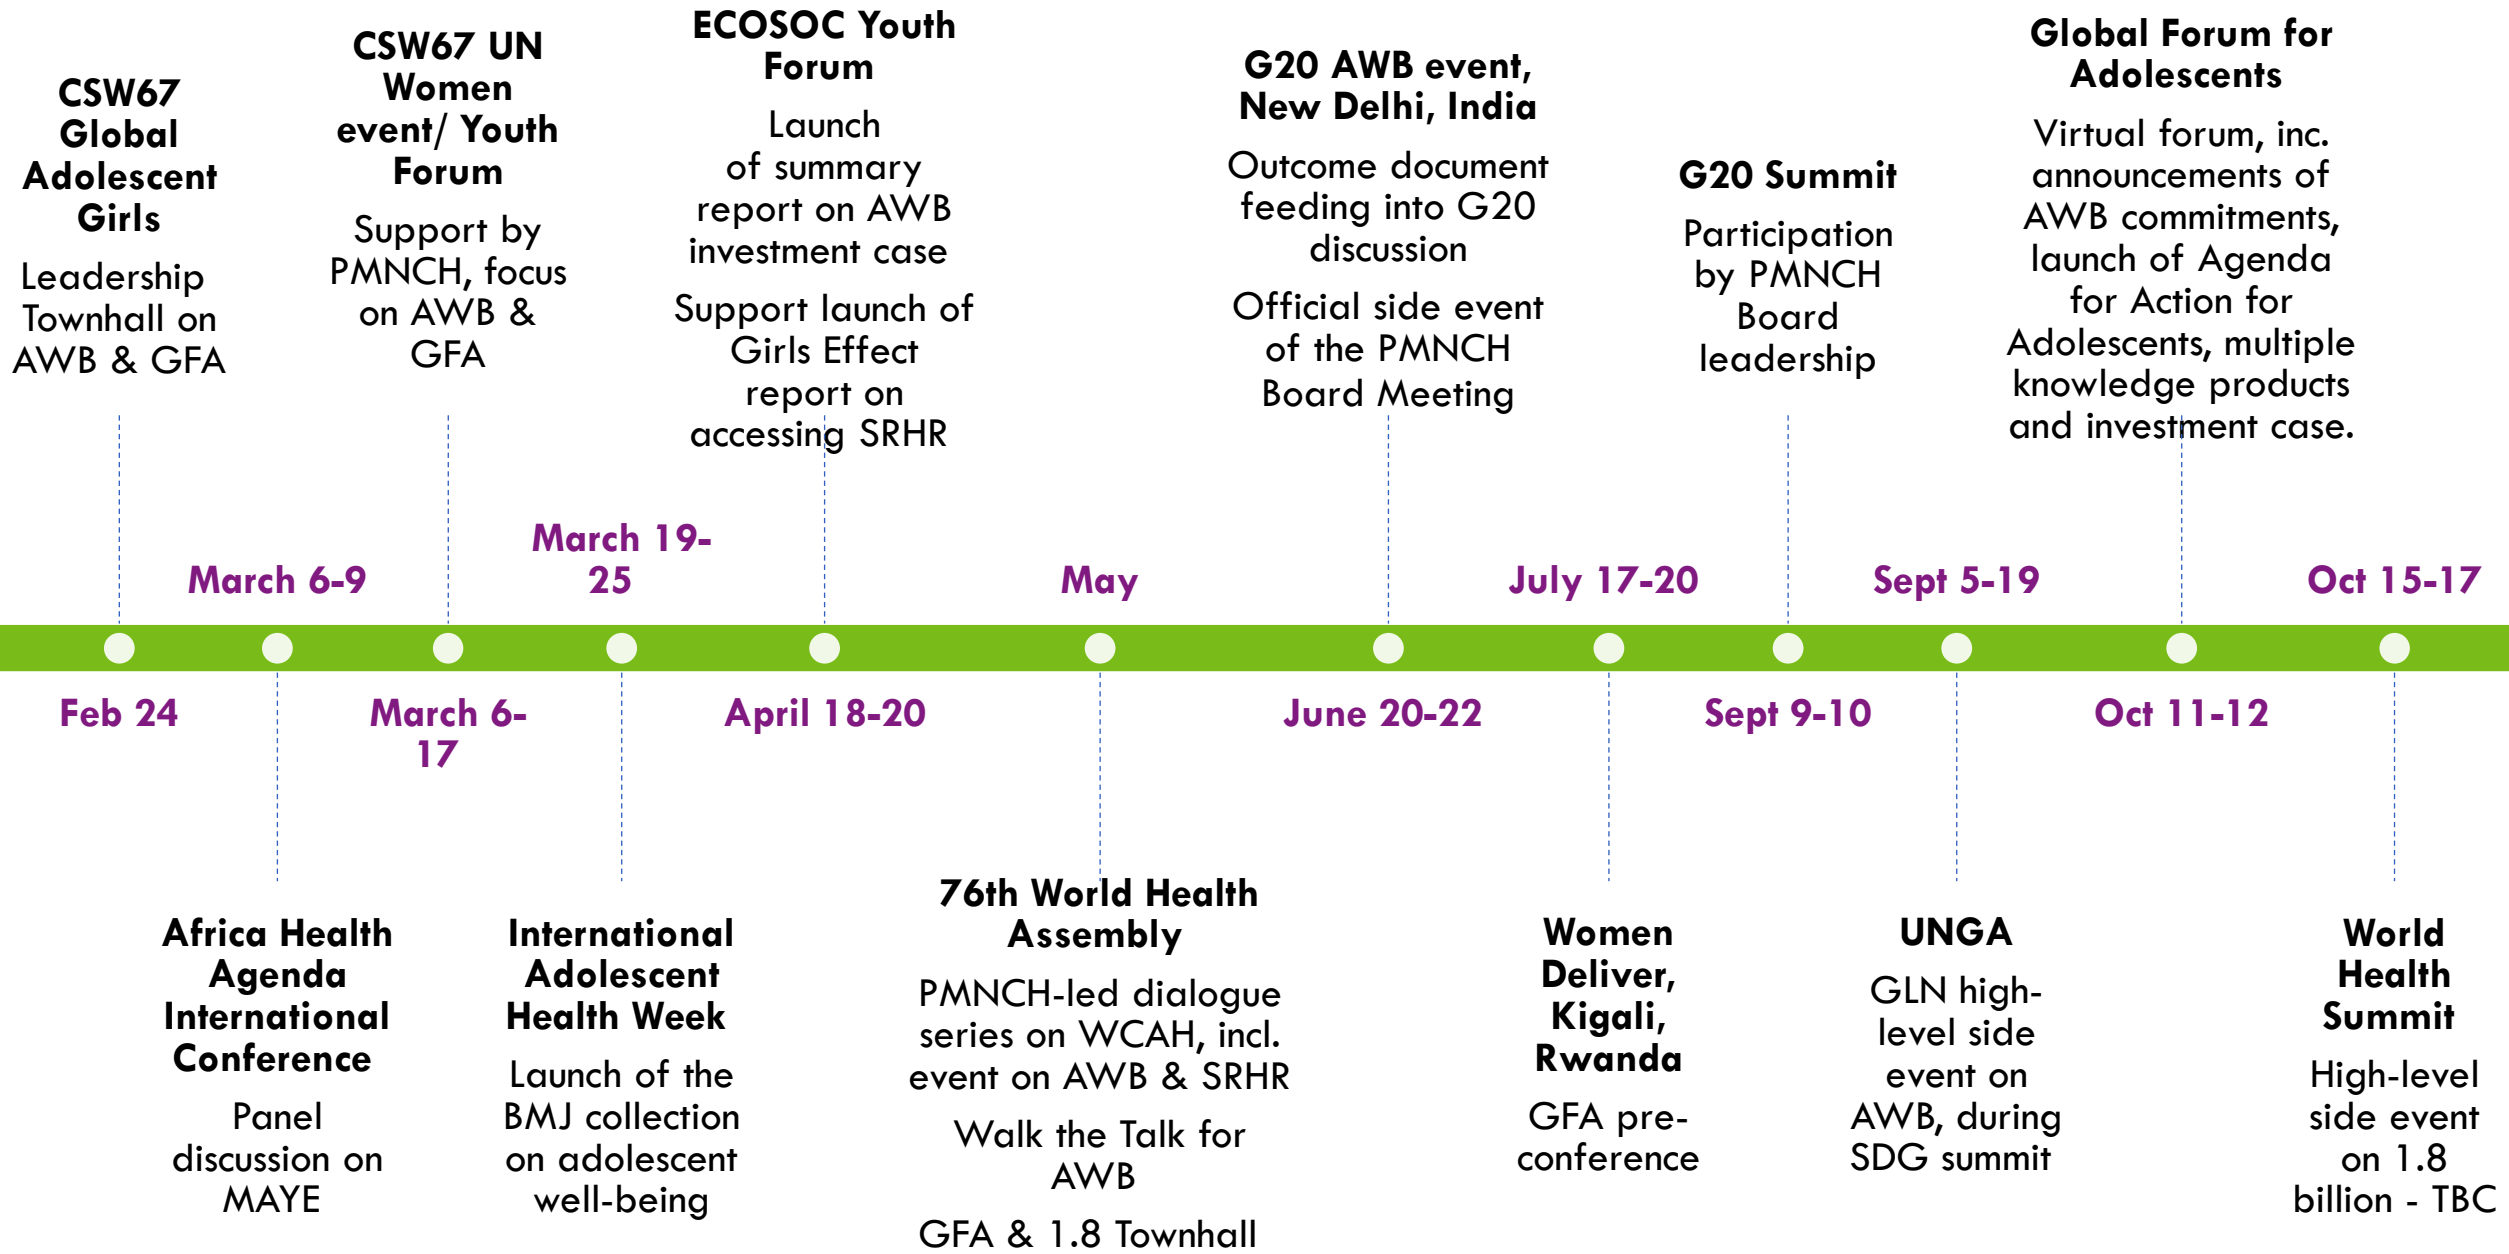 CSW67
Global
Adolescent
Girls
Leadership
Townhall on
AWB & GFA
CSW67 UN
Women
event/ Youth
Forum
Support by
PMNCH, focus
on AWB &
GFA
ECOSOC Youth
Forum
Launch
of summary
report on AWB
investment case
Support launch of
Girls Effect
report on
accessing SRHR
G20 AWB event,
New Delhi, India
Outcome document
feeding into G20
discussion
Official side event
of the PMNCH
Board Meeting
G20 Summit
Participation
by PMNCH
Board
leadership
Global Forum for
Adolescents
Virtual forum, inc.
announcements of
AWB commitments,
launch of Agenda
for Action for
Adolescents, multiple
knowledge products
and investment case.
March 6-9
March 19-
25
May
July 17-20
Sept 5-19
Oct 15-17
Feb 24
March 6-
17
April 18-20
June 20-22
Sept 9-10
Oct 11-12
Africa Health
Agenda
International
Conference
Panel
discussion on
MAYE
International
Adolescent
Health Week
Launch of the
BMJ collection
on adolescent
well-being
76th World Health
Assembly
PMNCH-led dialogue
series on WCAH, incl.
event on AWB & SRHR
Walk the Talk for
AWB
GFA & 1.8 Townhall
Women
Deliver,
Kigali,
Rwanda
GFA pre-
conference
UNGA
GLN high-
level side
event on
AWB, during
SDG summit
World
Health
Summit
High-level
side event
on 1.8
billion - TBC